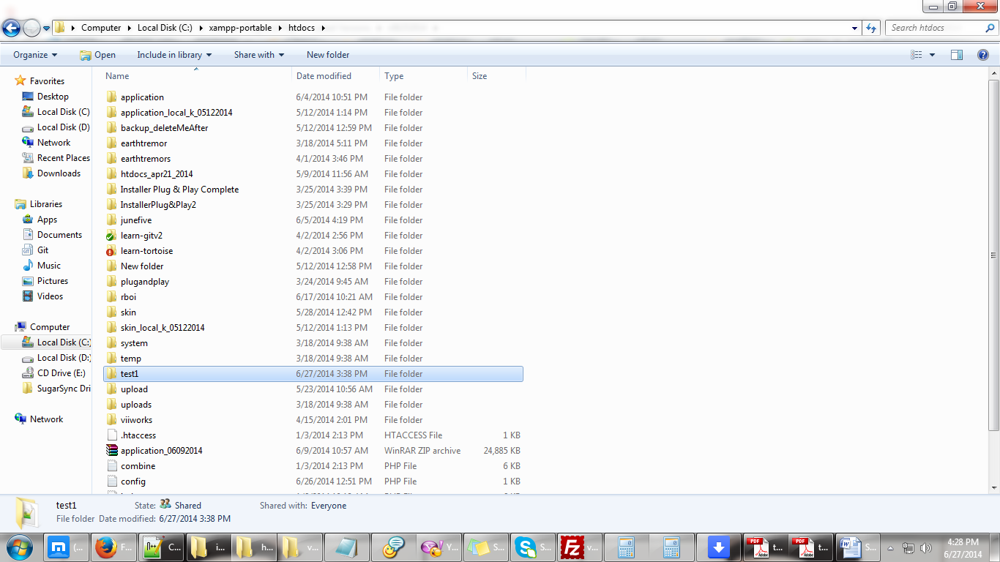 Computer Local Disk (C:) xampp-portable htdocs Search htdocs
Organize Open Include in library Share with New folder
Name Date modified Type Size
Favorites
Desktop
Local Disk (C)
Local Disk (D)
Network
Recent Places
Downloads
Libraries
Apps
Documents
Git
Music
Pictures
Videos
Computer
Local Disk (C:)
Local Disk (D:)
CD Drive (E:)
SugarSync Dri
Network
application 6/4/2014 10:51 PM File folder
application_local_k_05122014 5/12/2014 1:14 PM File folder
backup_deleteMeAfter 5/12/2014 12:59 PM File folder
earthtremor 3/18/2014 5:11 PM File folder
earthtremors 4/1/2014 3:46 PM File folder
htdocs_apr21_2014 5/9/2014 11:56 AM File folder
Installer Plug & Play Complete 3/25/2014 3:39 PM File folder
InstallerPlug&Play2 3/25/2014 3:29 PM File folder
junefive 6/5/2014 4:19 PM File folder
learn-gitv2 4/2/2014 2:56 PM File folder
learn-tortoise 4/2/2014 3:06 PM File folder
New folder 5/12/2014 12:58 PM File folder
plugandplay 3/24/2014 9:45 AM File folder
rboi 6/17/2014 10:21 AM File folder
skin 5/28/2014 12:42 PM File folder
skin_local_k_05122014 5/12/2014 1:13 PM File folder
system 3/18/2014 9:38 AM File folder
temp 3/18/2014 9:38 AM File folder
test1 6/27/2014 3:38 PM File folder
upload 5/23/2014 10:56 AM File folder
uploads 3/18/2014 9:38 AM File folder
viiworks 4/15/2014 2:01 PM File folder
.htaccess 1/3/2014 2:13 PM HTACCESS File 1 KB
application_06092014 6/9/2014 10:57 AM WinRAR ZIP archive 24,885 KB
combine 1/3/2014 2:13 PM PHP File 6 KB
config 6/26/2014 12:51 PM PHP File 1 KB
test1 State: Shared Shared with: Everyone
File folder Date modified: 6/27/2014 3:38 PM
(... F... C... i... h... v... Y... S... S... v... t... t... S... 4:28 PM
6/27/2014